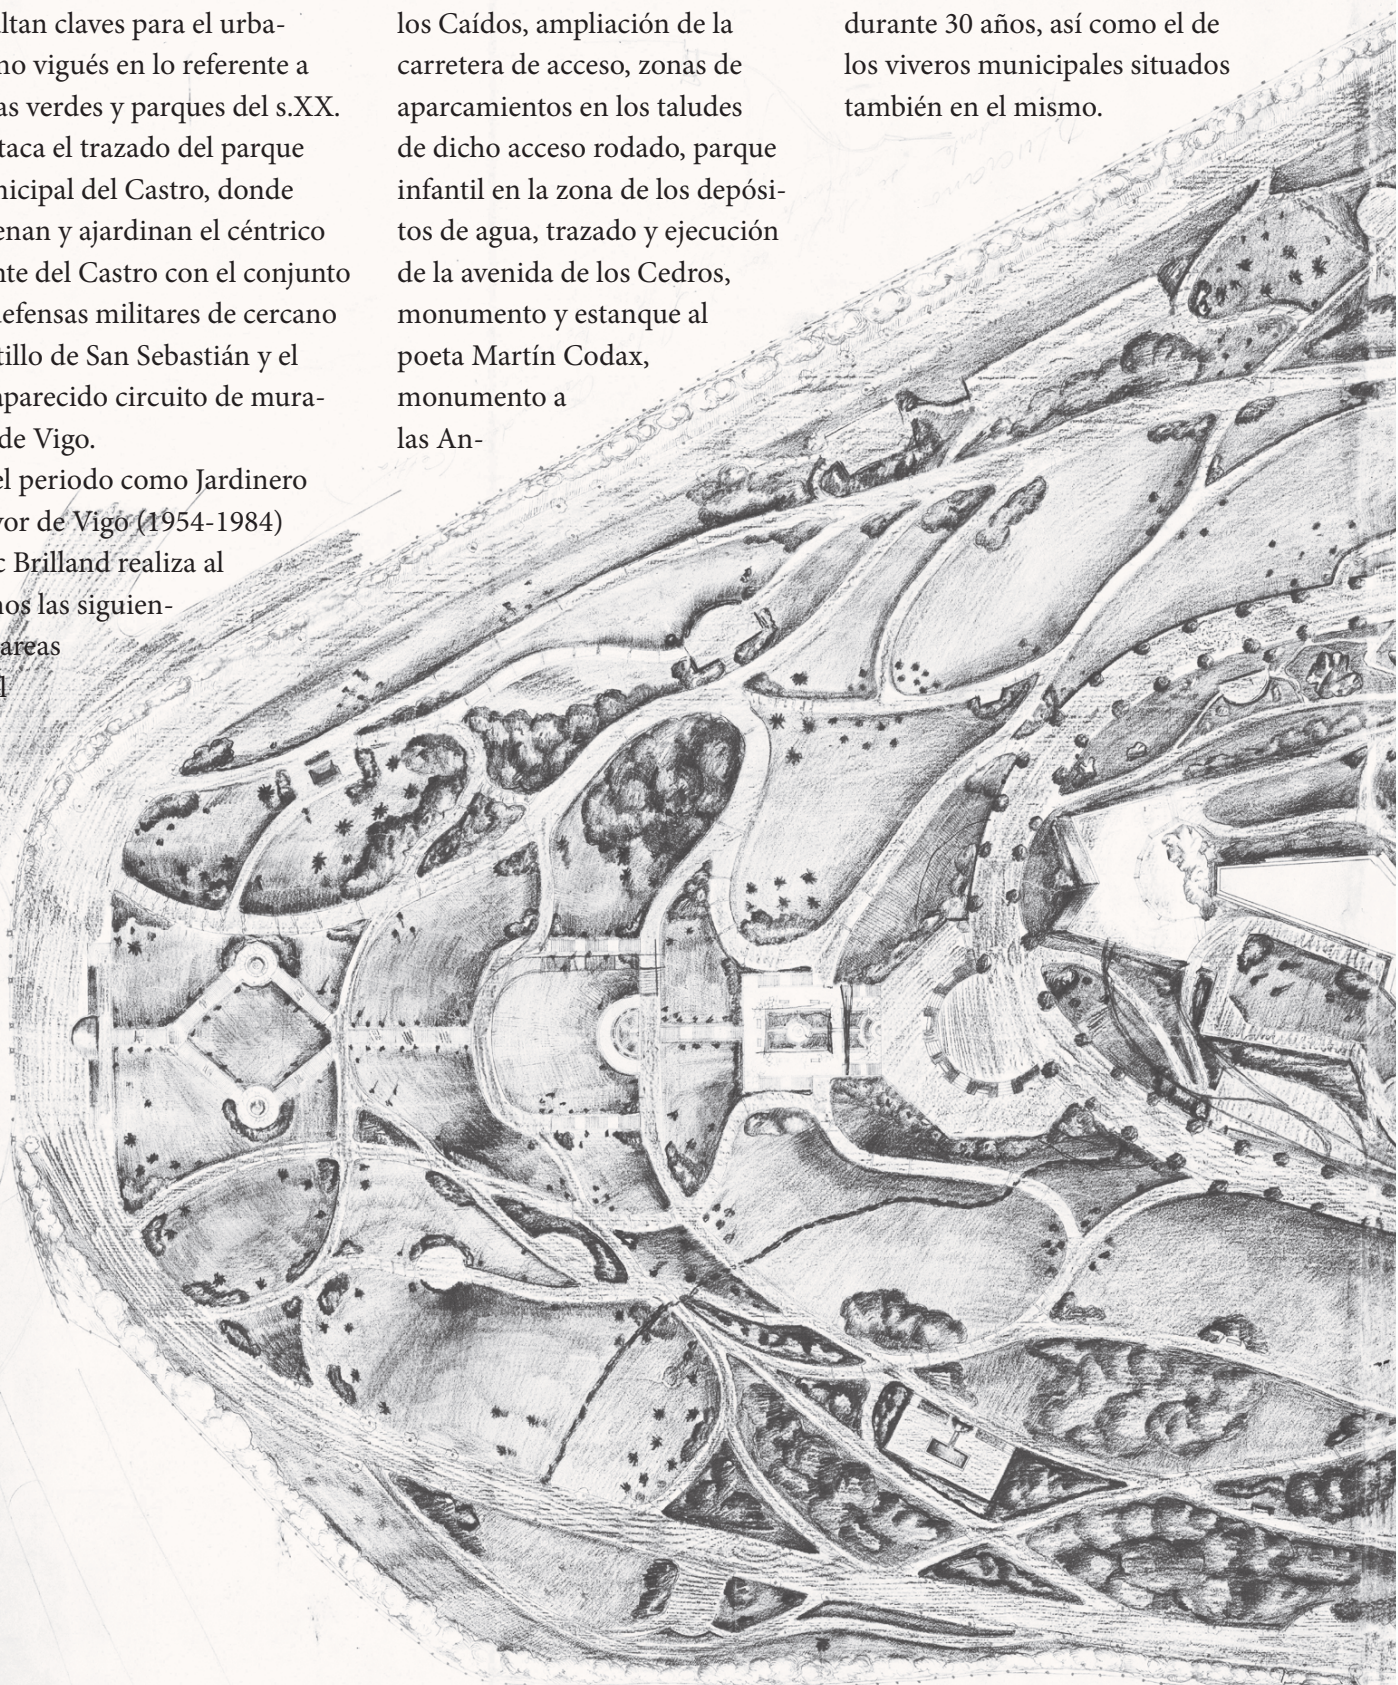 ltan claves para el urba-
no vigués en lo referente a
as verdes y parques del s.XX.
taca el trazado del parque
nicipal del Castro, donde
enan y ajardinan el céntrico
nte del Castro con el conjunto
defensas militares de cercano
tillo de San Sebastián y el
aparecido circuito de mura-
de Vigo.
el periodo como Jardinero
yor de Vigo (1954-1984)
c Brilland realiza al
nos las siguien-
areas
l
los Caídos, ampliación de la
carretera de acceso, zonas de
aparcamientos en los taludes
de dicho acceso rodado, parque
infantil en la zona de los depósi-
tos de agua, trazado y ejecución
de la avenida de los Cedros,
monumento y estanque al
poeta Martín Codax,
monumento a
las An-
durante 30 años, así como el de
los viveros municipales situados
también en el mismo.